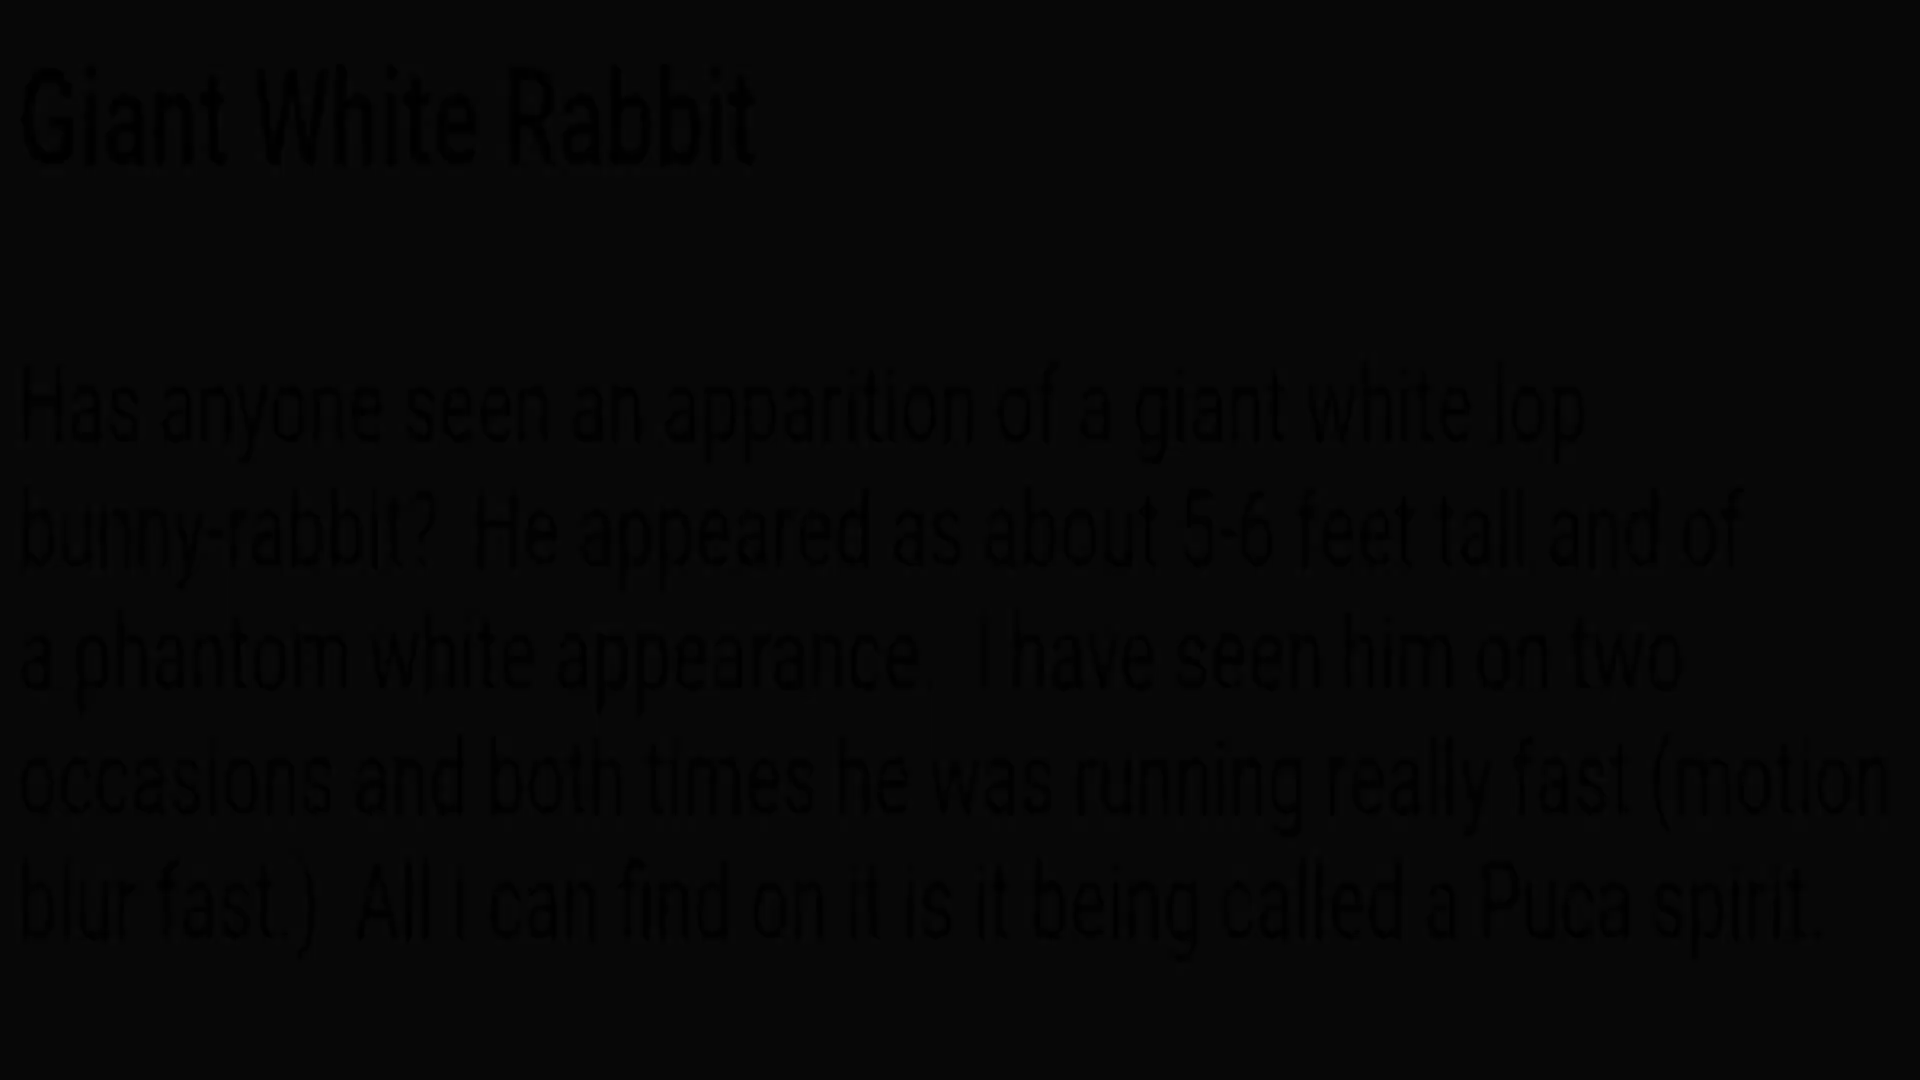 Giant White Rabbit
Has anyone seen an apparition of a giant white lop
bunny-rabbit?  He appeared as about 5-6 feet tall and of
a phantom white appearance.  I have seen him on two
occasions and both times he was running really fast (motion
blur fast.)  All I can find on it is it being called a Puca spirit.